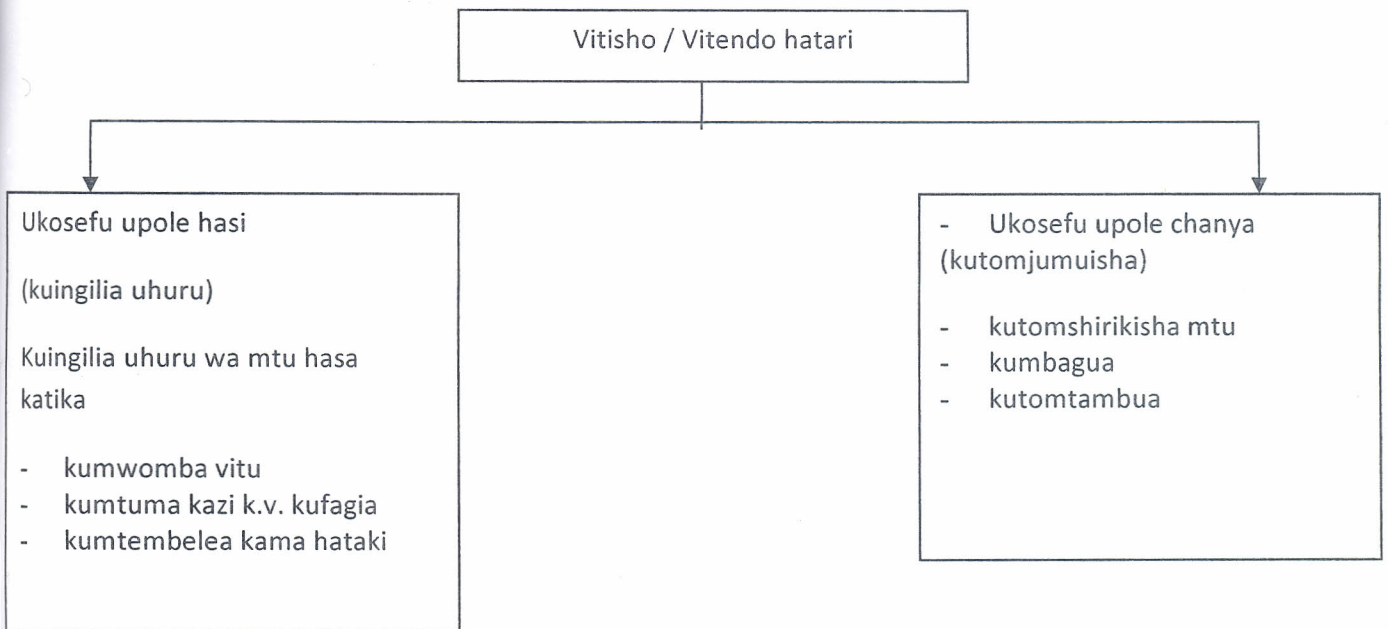 Vitisho / Vitendo hatari
Ukosefu upole hasi
(kuingilia uhuru)
Kuingilia uhuru wa mtu hasa
katika
- kumwomba vitu
- kumtuma kazi k.v. kufagia
- kumtembelea kama hataki
- Ukosefu upole chanya
(kutomjumuisha)
- kutomshirikisha mtu
- kumbagua
- kutomtambua